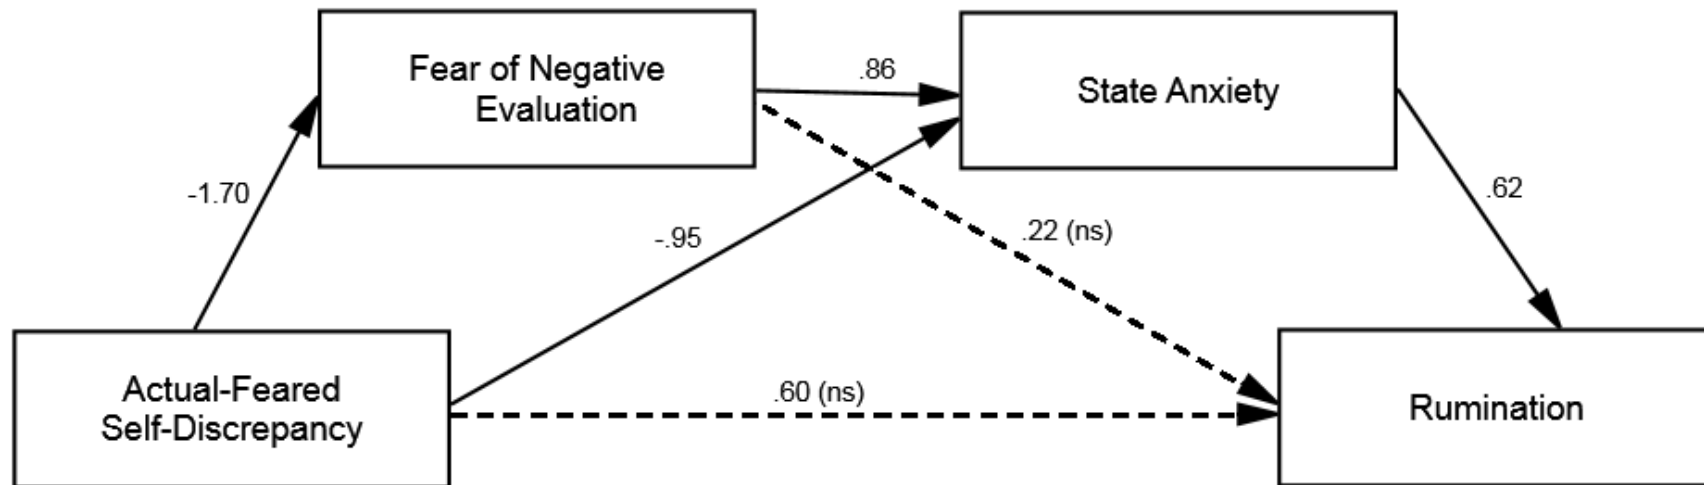 Fear of Negative
Evaluation
.86
State Anxiety
-1.70
-.95
.22 (ns)
.62
Actual-Feared
Self-Discrepancy
.60 (ns)
Rumination